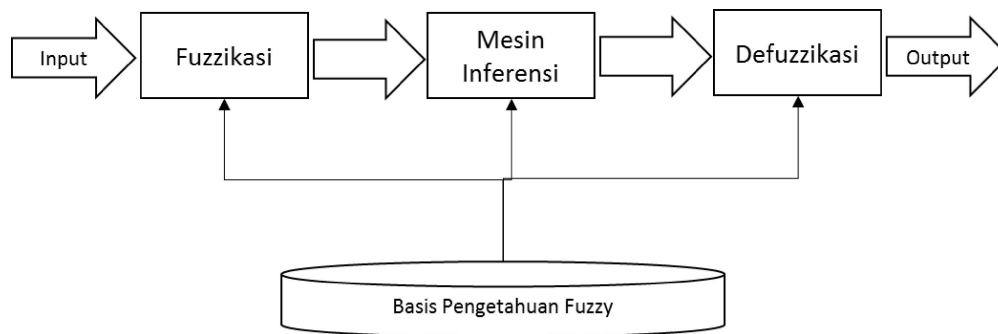 Input
Fuzzikasi
Mesin
Inferensi
Defuzzikasi
Output
Basis Pengetahuan Fuzzy